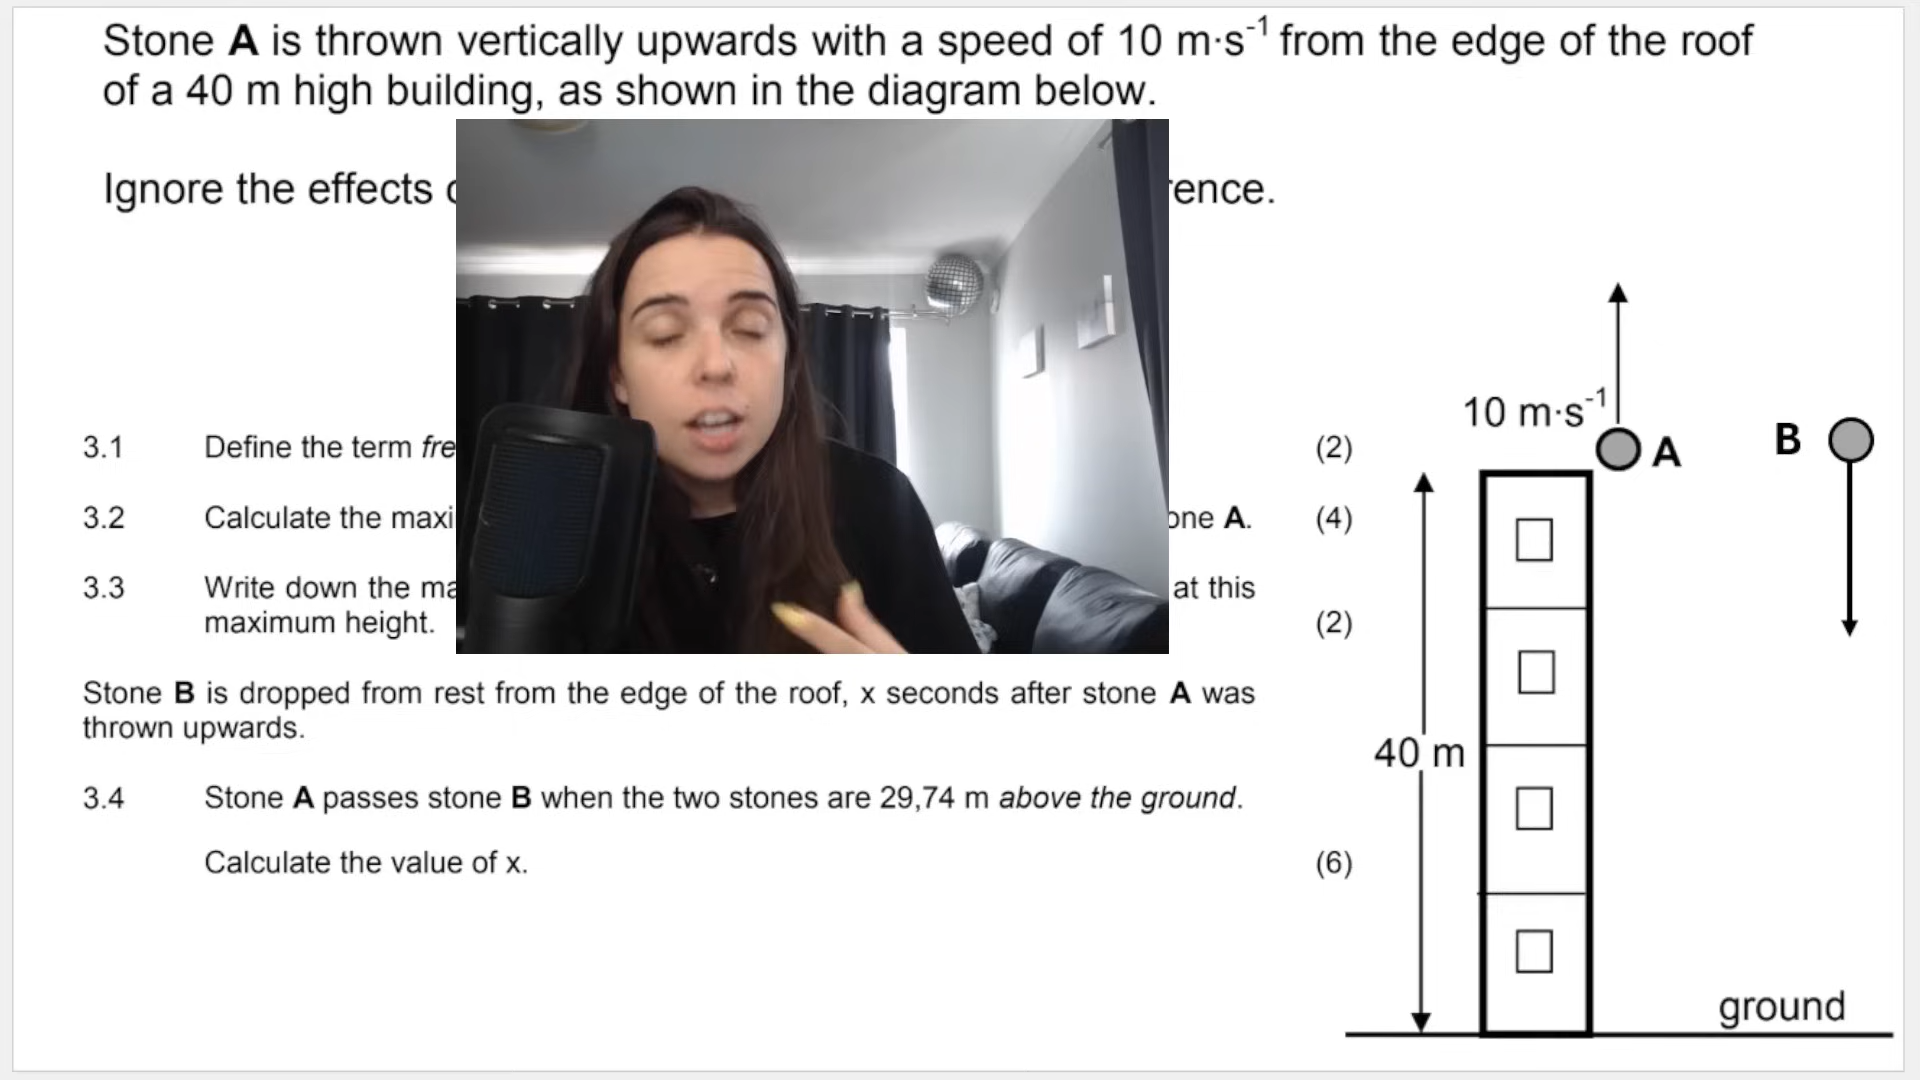 Stone A is thrown vertically upwards with a speed of 10 m·s⁻¹ from the edge of the roof
of a 40 m high building, as shown in the diagram below.
Ignore the effects
3.1 Define the term (2)
3.2 Calculate the A. (4)
3.3 Write down the at this
maximum height. (2)
Stone B is dropped from rest from the edge of the roof, x seconds after stone A was
thrown upwards.
3.4 Stone A passes stone B when the two stones are 29,74 m above the ground.
Calculate the value of x. (6)
10 m·s⁻¹
A
B
40 m
ground